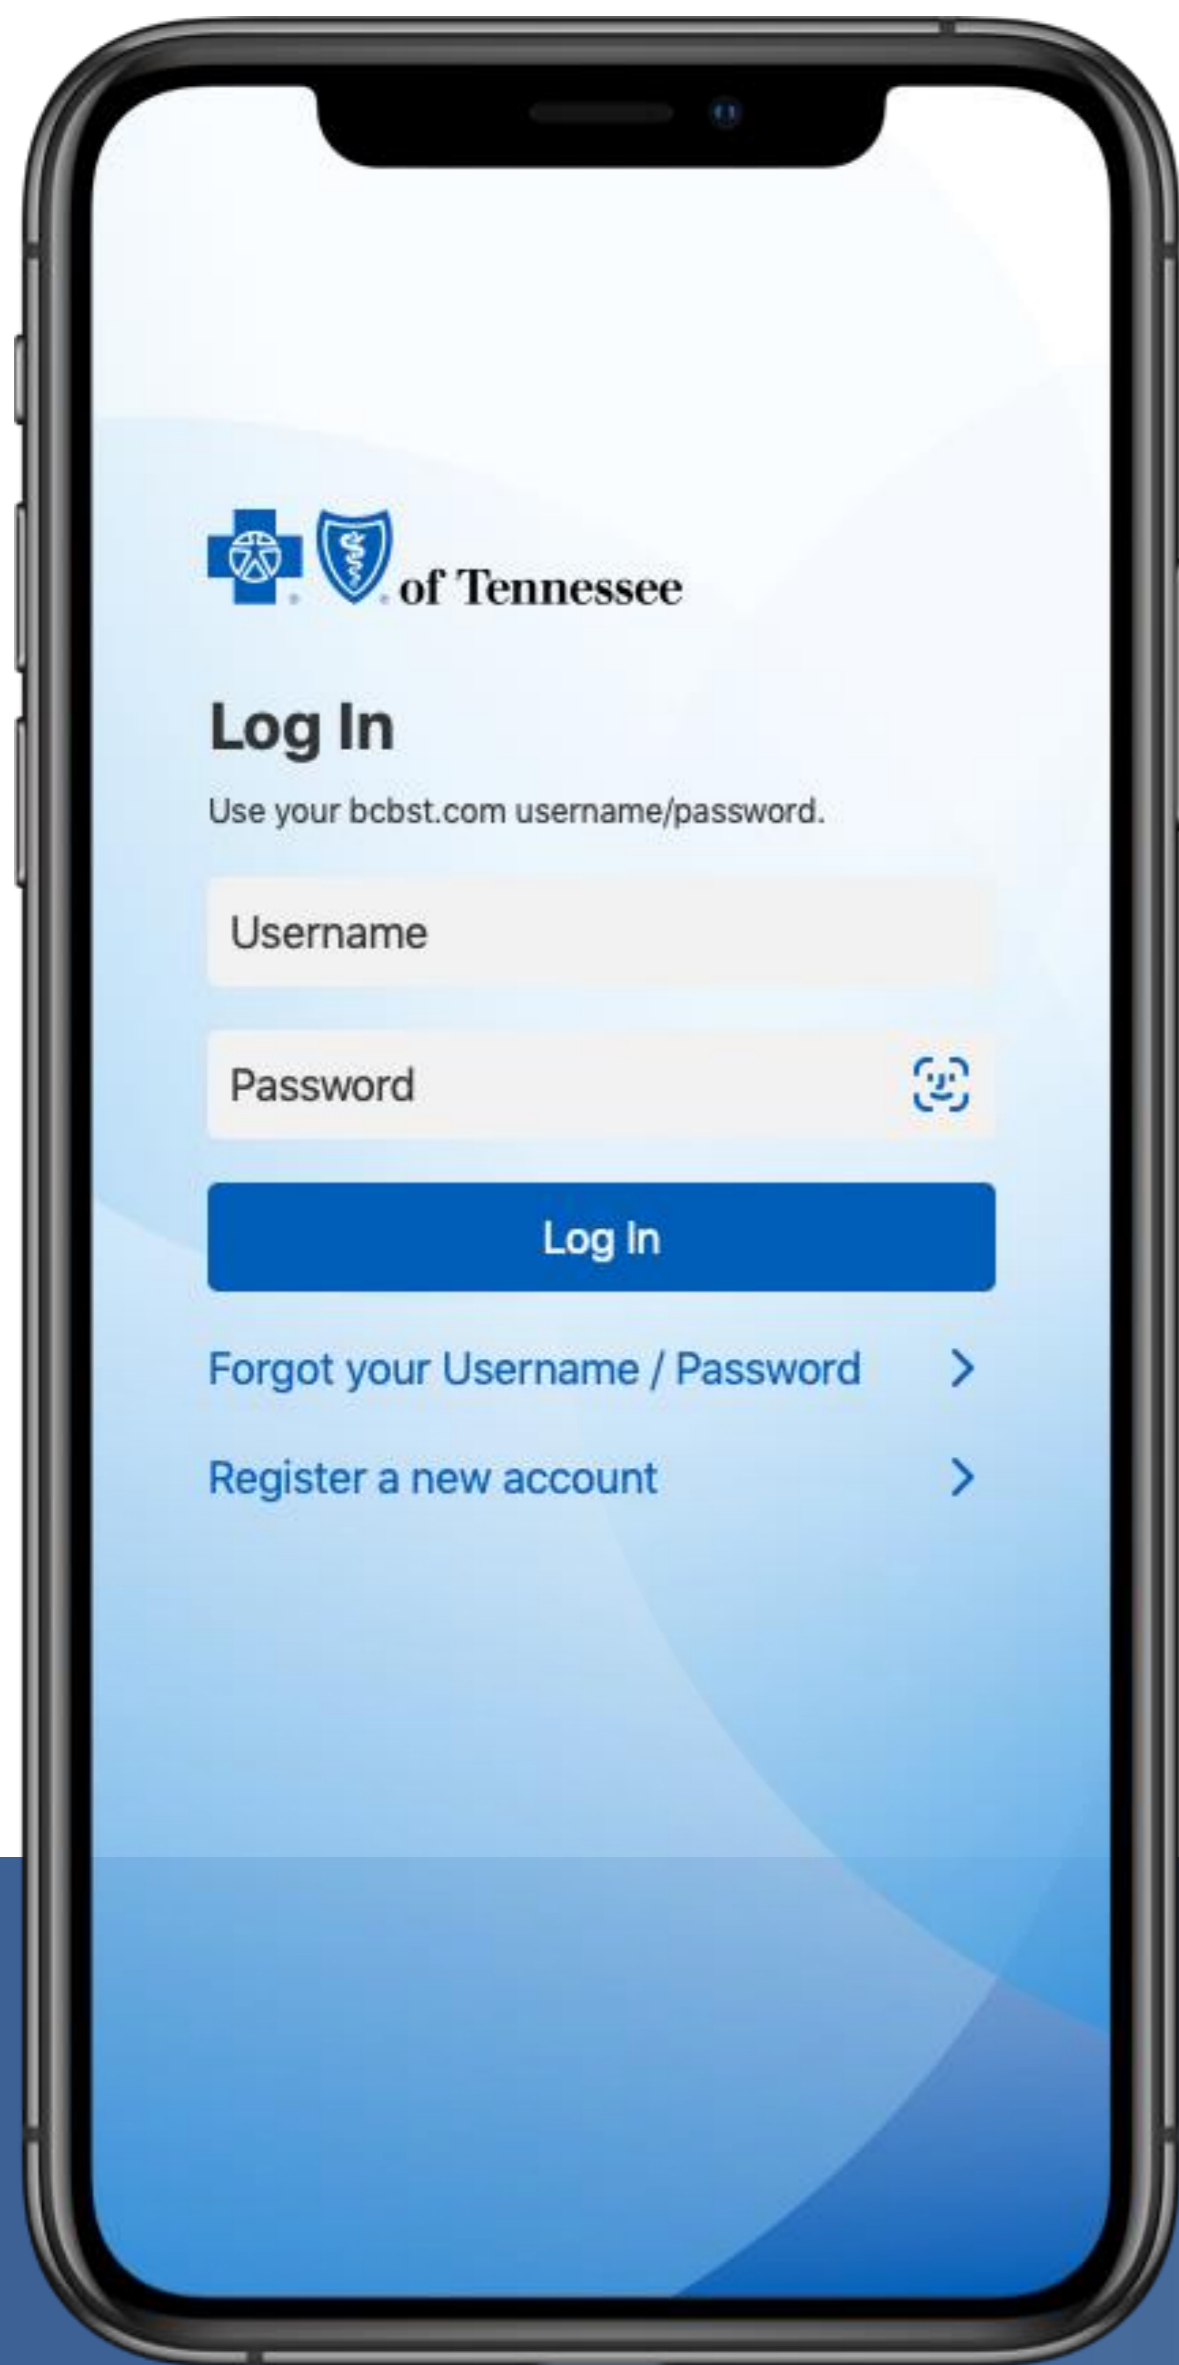 of Tennessee
Log In
Use your bcbst.com username/password.
Username
Password
Log In
Forgot your Username / Password
Register a new account